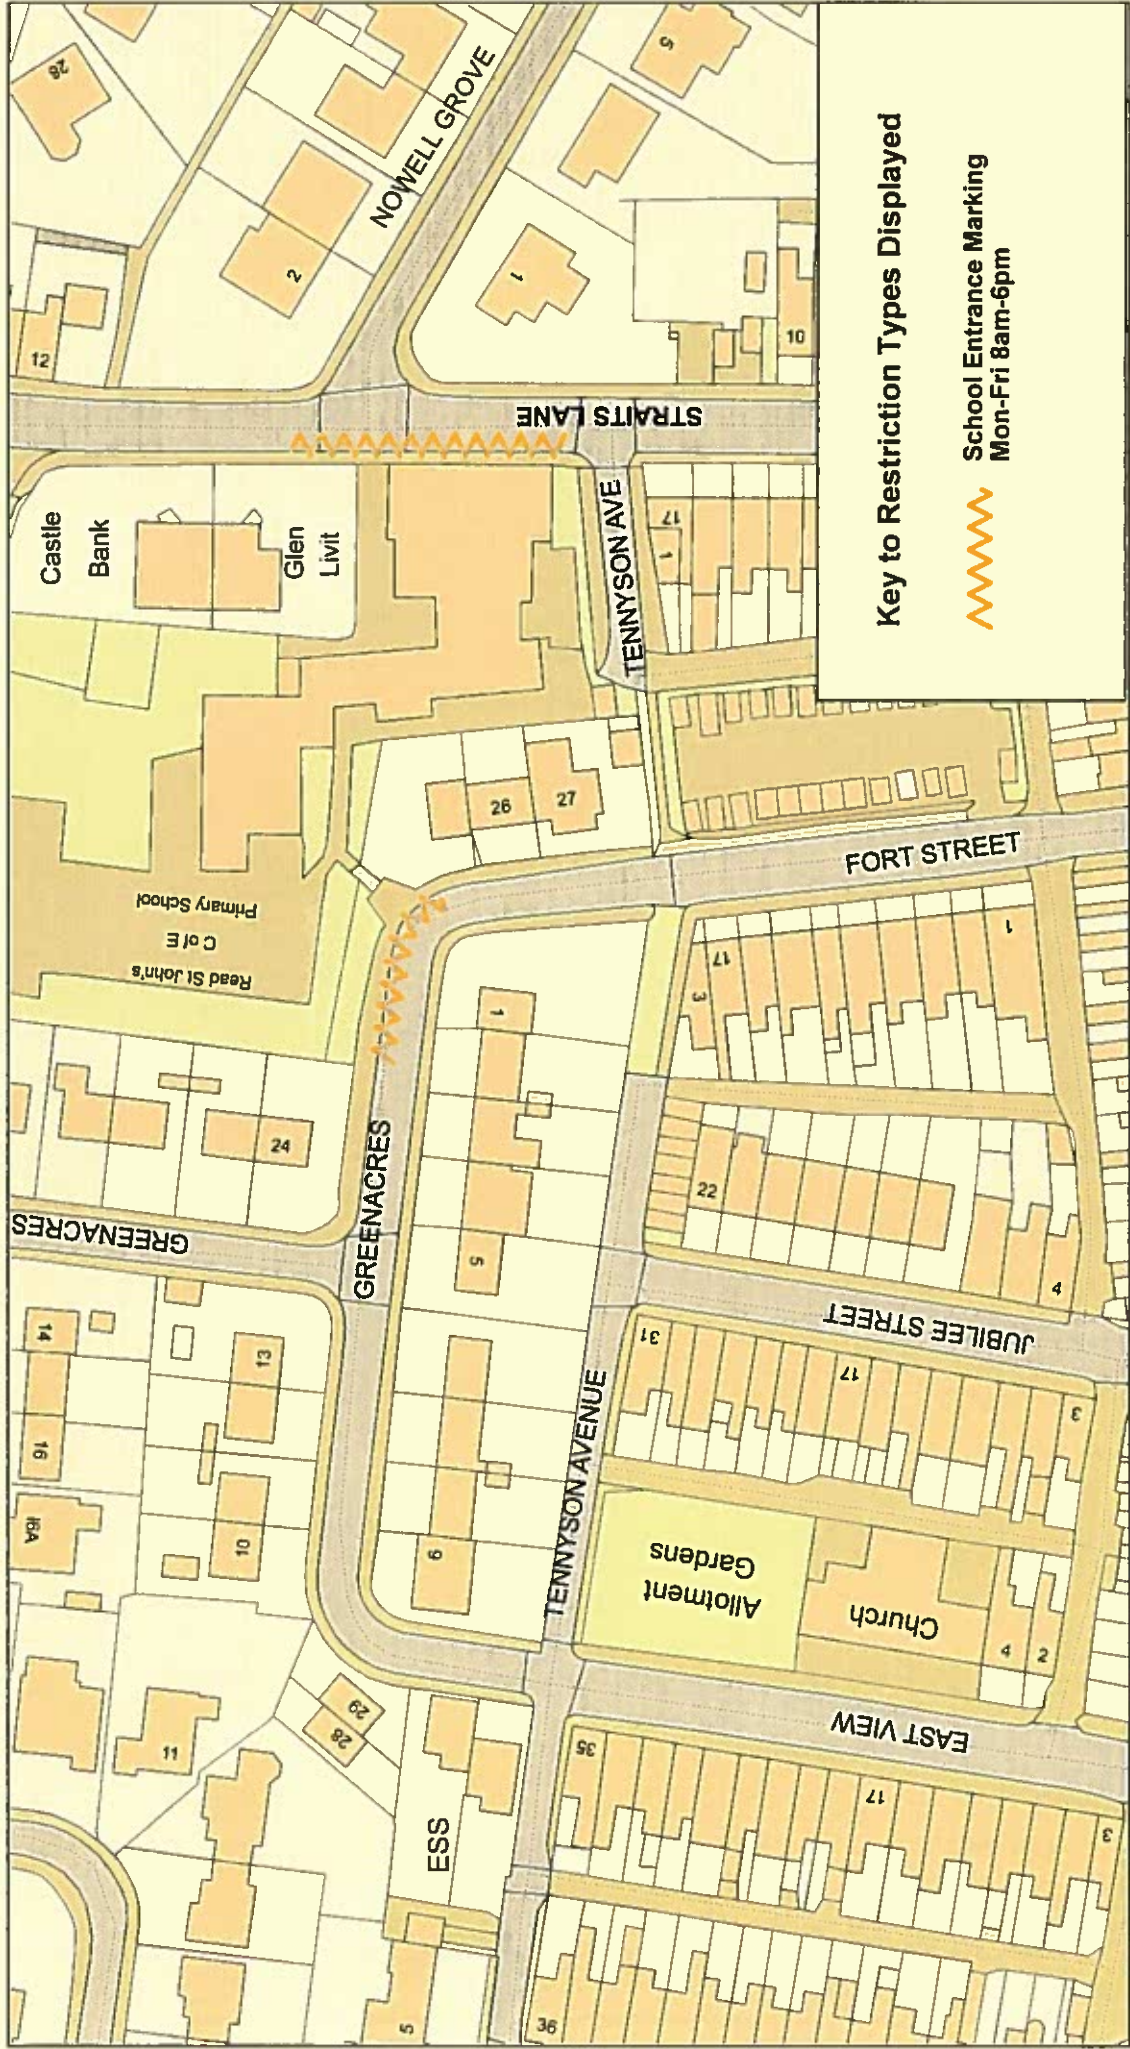 28
NOWELL GROVE
5
2
1
12
10
STRAITS LANE
Castle
Bank
Glen
Livit
TENNYSON AVE
17
1
Key to Restriction Types Displayed
School Entrance Marking
Mon-Fri 8am-6pm
Read St John's
C of E
Primary School
26
27
FORT STREET
1
17
3
1
24
GREENACRES
GREENACRES
5
22
4
JUBILEE STREET
14
16
16A
13
10
31
17
3
TENNYSON AVENUE
Allotment
Gardens
Church
4
2
9
11
29
28
ESS
EAST VIEW
35
17
3
5
36